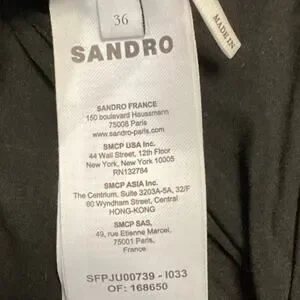 36
SANDRO
MADE IN
SANDRO FRANCE
150 boulevard Haussmann
75008 Paris
www.sandro-paris.com
SMCP USA Inc.
44 Wall Street, 12th Floor
New York, New York 10005
RN132784
SMCP ASIA Inc.
The Centrium, Suite 3203A-5A, 32/F
60 Wyndham Street, Central
HONG-KONG
SMCP SAS,
49, rue Etienne Marcel,
75001 Paris,
France
SFPJU00739 - I033
OF: 168650